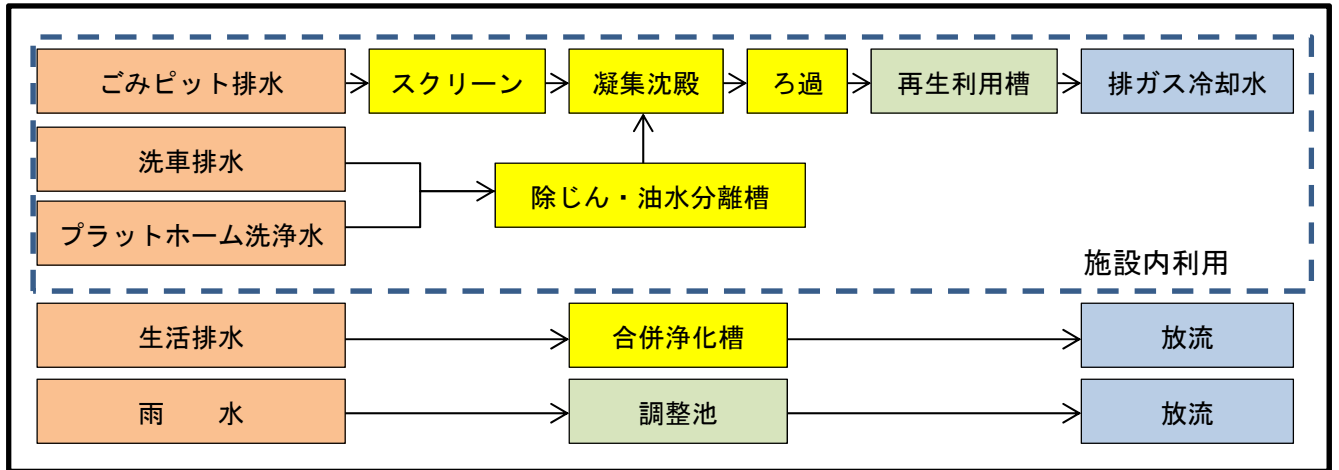 ごみピット排水
スクリーン
凝集沈殿
ろ過
再生利用槽
排ガス冷却水
洗車排水
除じん・油水分離槽
プラットホーム洗浄水
施設内利用
生活排水
合併浄化槽
放流
雨　　水
調整池
放流